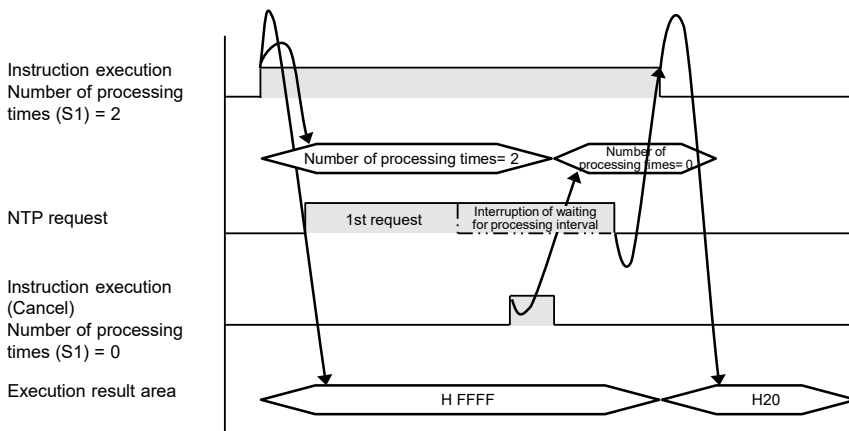 Instruction execution
Number of processing
times (S1) = 2
Number of processing times= 2
Number of
processing times= 0
NTP request
1st request
Interruption of waiting
for processing interval
Instruction execution
(Cancel)
Number of processing
times (S1) = 0
Execution result area
H FFFF
H20